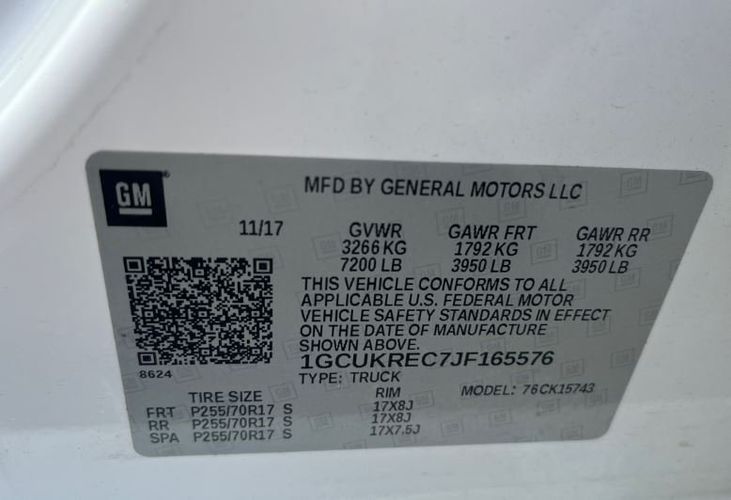 GM
MFD BY GENERAL MOTORS LLC
11/17 GVWR GAWR FRT GAWR RR
3266 KG 1792 KG 1792 KG
7200 LB 3950 LB 3950 LB
THIS VEHICLE CONFORMS TO ALL
APPLICABLE U.S. FEDERAL MOTOR
VEHICLE SAFETY STANDARDS IN EFFECT
ON THE DATE OF MANUFACTURE
SHOWN ABOVE.
1GCUKREC7JF165576
8624
TYPE: TRUCK MODEL: 76CK15743
TIRE SIZE RIM
FRT P255/70R17 S 17X8J
RR P255/70R17 S 17X8J
SPA P255/70R17 S 17X7.5J